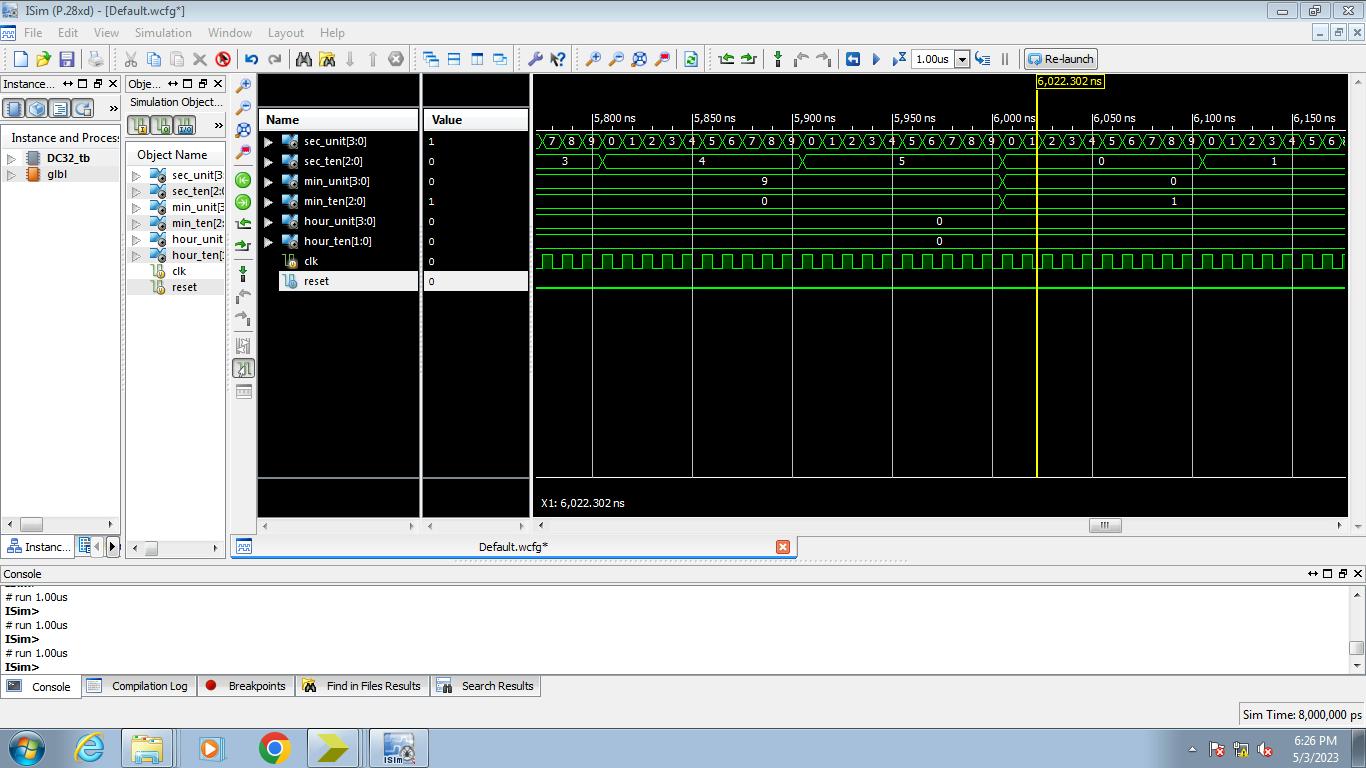 ISim (P.28xd) - [Default.wcfg*]
File Edit View Simulation Window Layout Help
1.00us Re-launch
Instance... Obje...
Simulation Object...
Instance and Proces
DC32_tb
glbl
Object Name
sec_unit[3:
sec_ten[2:0
min_unit[3
min_ten[2:
hour_unit
hour_ten[
clk
reset
Name Value
sec_unit[3:0] 1
sec_ten[2:0] 0
min_unit[3:0] 0
min_ten[2:0] 1
hour_unit[3:0] 0
hour_ten[1:0] 0
clk 0
reset 0
6,022.302 ns
5,800 ns 5,850 ns 5,900 ns 5,950 ns 6,000 ns 6,050 ns 6,100 ns 6,150 ns
7 8 9 0 1 2 3 4 5 6 7 8 9 0 1 2 3 4 5 6 7 8 9 0 1 2 3 4 5 6 7 8 9 0 1 2 3 4 5 6
3 4 5 0 1
9 0
0 1
0
0
X1: 6,022.302 ns
Instanc...
Default.wcfg*
Console
# run 1.00us
ISim>
# run 1.00us
ISim>
# run 1.00us
ISim>
Console Compilation Log Breakpoints Find in Files Results Search Results
Sim Time: 8,000,000 ps
ISim
6:26 PM
5/3/2023